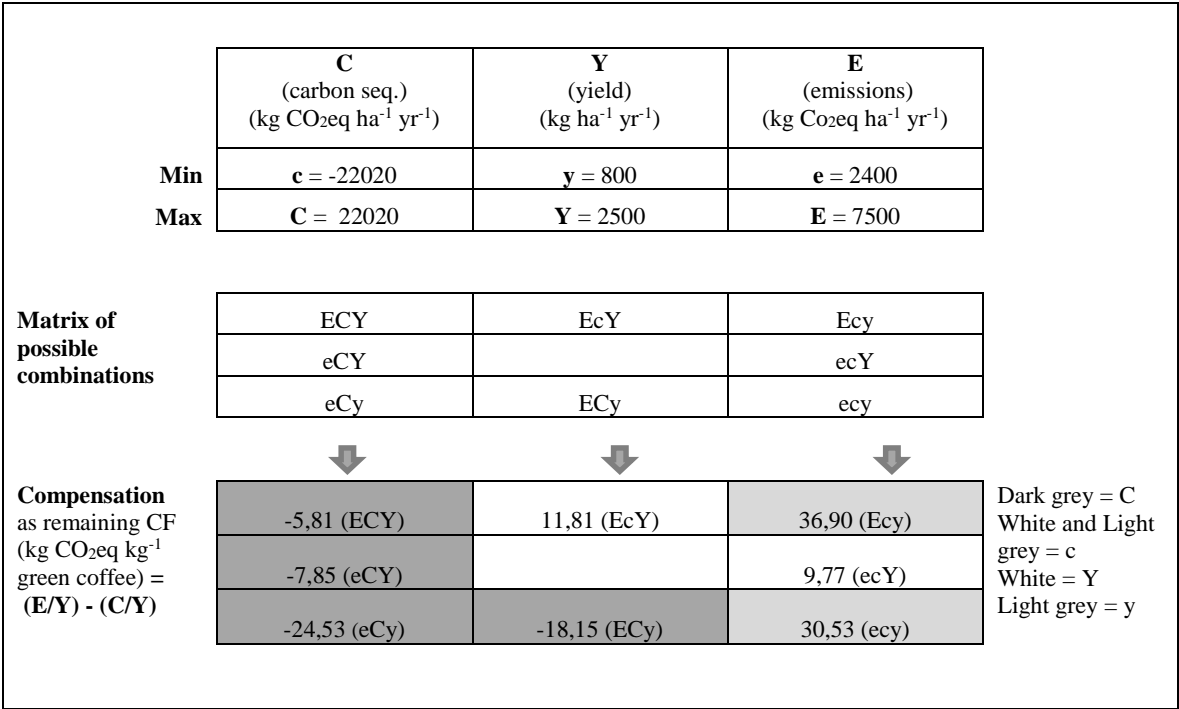 C Y E
(carbon seq.) (yield) (emissions)
(kg CO₂eq ha⁻¹ yr⁻¹) (kg ha⁻¹ yr⁻¹) (kg Co₂eq ha⁻¹ yr⁻¹)
Min c = -22020 y = 800 e = 2400
Max C = 22020 Y = 2500 E = 7500
Matrix of
possible
combinations
ECY EcY Ecy
eCY ecY
eCy ECy ecy
Compensation
as remaining CF
(kg CO₂eq kg⁻¹
green coffee) =
(E/Y) - (C/Y)
-5,81 (ECY) 11,81 (EcY) 36,90 (Ecy)
-7,85 (eCY) 9,77 (ecY)
-24,53 (eCy) -18,15 (ECy) 30,53 (ecy)
Dark grey = C
White and Light
grey = c
White = Y
Light grey = y